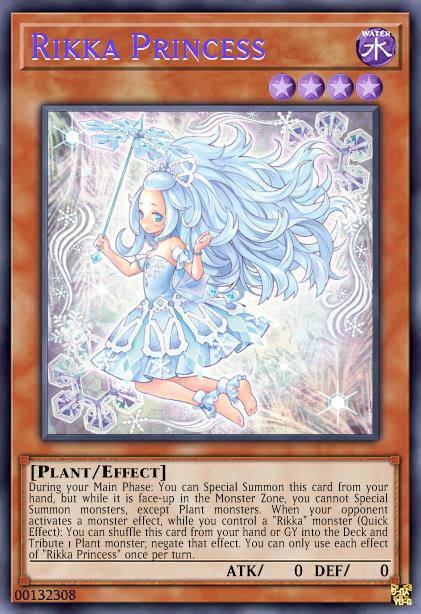 Rikka Princess
WATER
水
[Plant/Effect]
During your Main Phase: You can Special Summon this card from your
hand, but while it is face-up in the Monster Zone, you cannot Special
Summon monsters, except Plant monsters. When your opponent
activates a monster effect, while you control a "Rikka" monster (Quick
Effect): You can shuffle this card from your hand or GY into the Deck and
Tribute 1 Plant monster; negate that effect. You can only use each effect
of "Rikka Princess" once per turn.
ATK/ 0 DEF/ 0
00132308